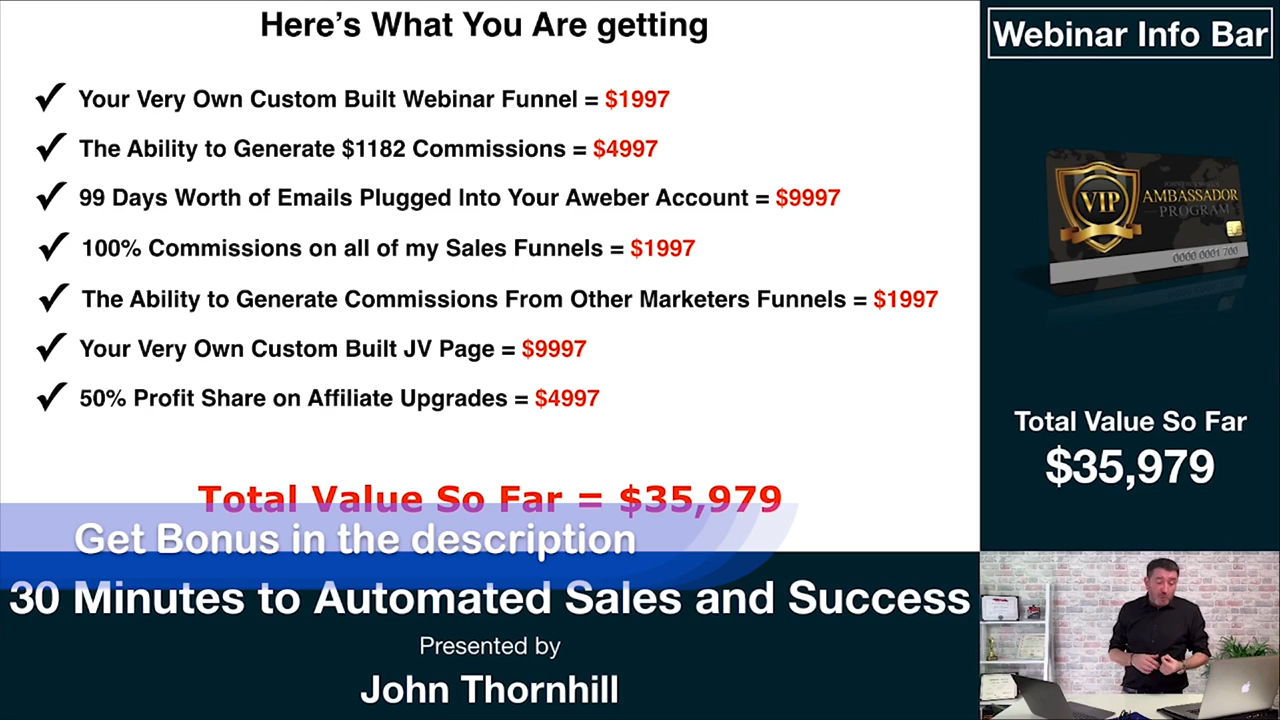 Here's What You Are getting
Your Very Own Custom Built Webinar Funnel = $1997
The Ability to Generate $1182 Commissions = $4997
99 Days Worth of Emails Plugged Into Your Aweber Account = $9997
100% Commissions on all of my Sales Funnels = $1997
The Ability to Generate Commissions From Other Marketers Funnels = $1997
Your Very Own Custom Built JV Page = $9997
50% Profit Share on Affiliate Upgrades = $4997
Total Value So Far = $35,979
Get Bonus in the description
30 Minutes to Automated Sales and Success
Presented by
John Thornhill
Webinar Info Bar
VIP
AMBASSADOR
PROGRAM
0000 0001 700
Total Value So Far
$35,979